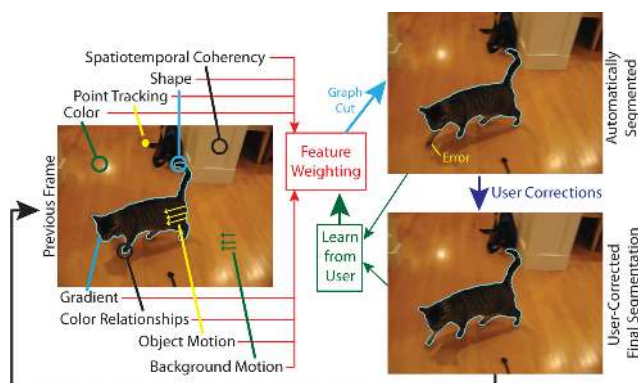 Spatiotemporal Coherency
Shape
Point Tracking
Color
Previous Frame
Gradient
Color Relationships
Object Motion
Background Motion
Feature
Weighting
Graph
Cut
Learn
from
User
Error
Automatically
Segmented
User Corrections
User-Corrected
Final Segmentation